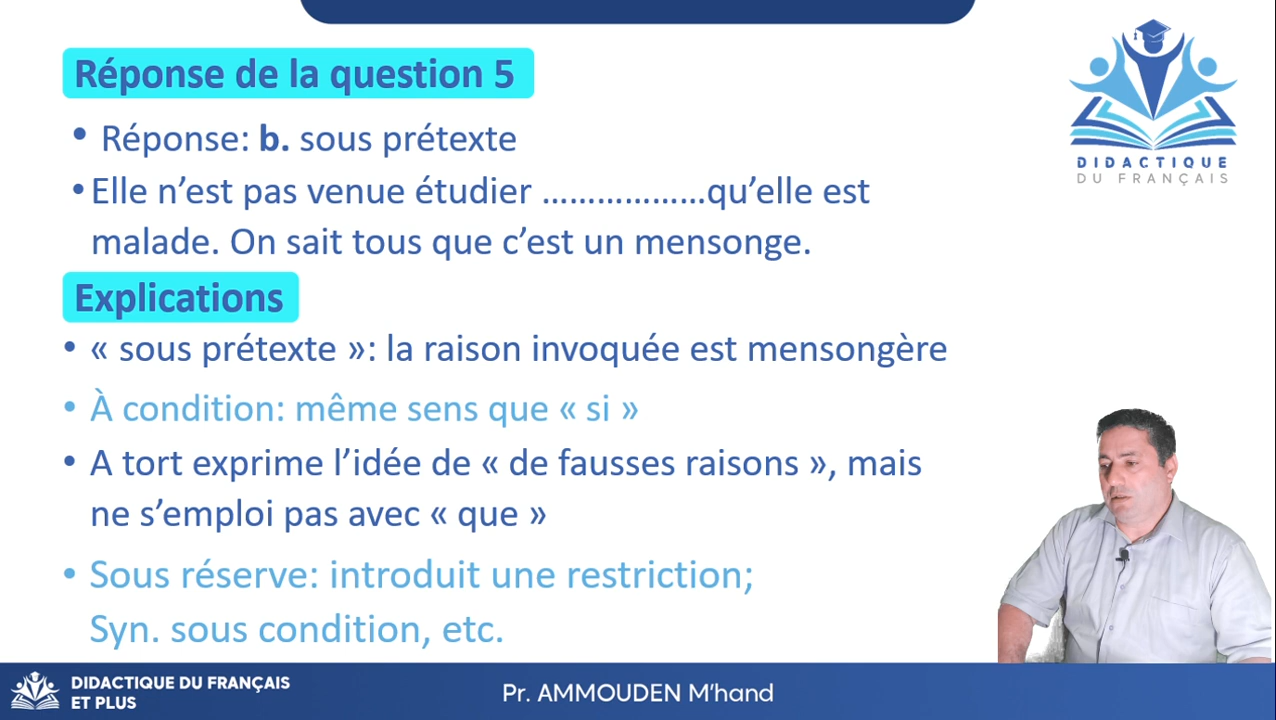 Réponse de la question 5
• Réponse: b. sous prétexte
• Elle n’est pas venue étudier ………………qu’elle est
malade. On sait tous que c’est un mensonge.
Explications
• « sous prétexte »: la raison invoquée est mensongère
• À condition: même sens que « si »
• A tort exprime l’idée de « de fausses raisons », mais
ne s’emploi pas avec « que »
• Sous réserve: introduit une restriction;
Syn. sous condition, etc.
DIDACTIQUE
DU FRANÇAIS
DIDACTIQUE DU FRANÇAIS
ET PLUS
Pr. AMMOUDEN M’hand